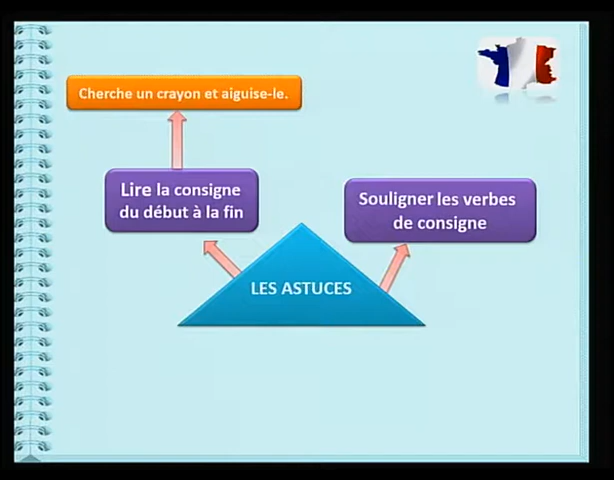 Cherche un crayon et aiguise-le.
Lire la consigne
du début à la fin
Souligner les verbes
de consigne
LES ASTUCES